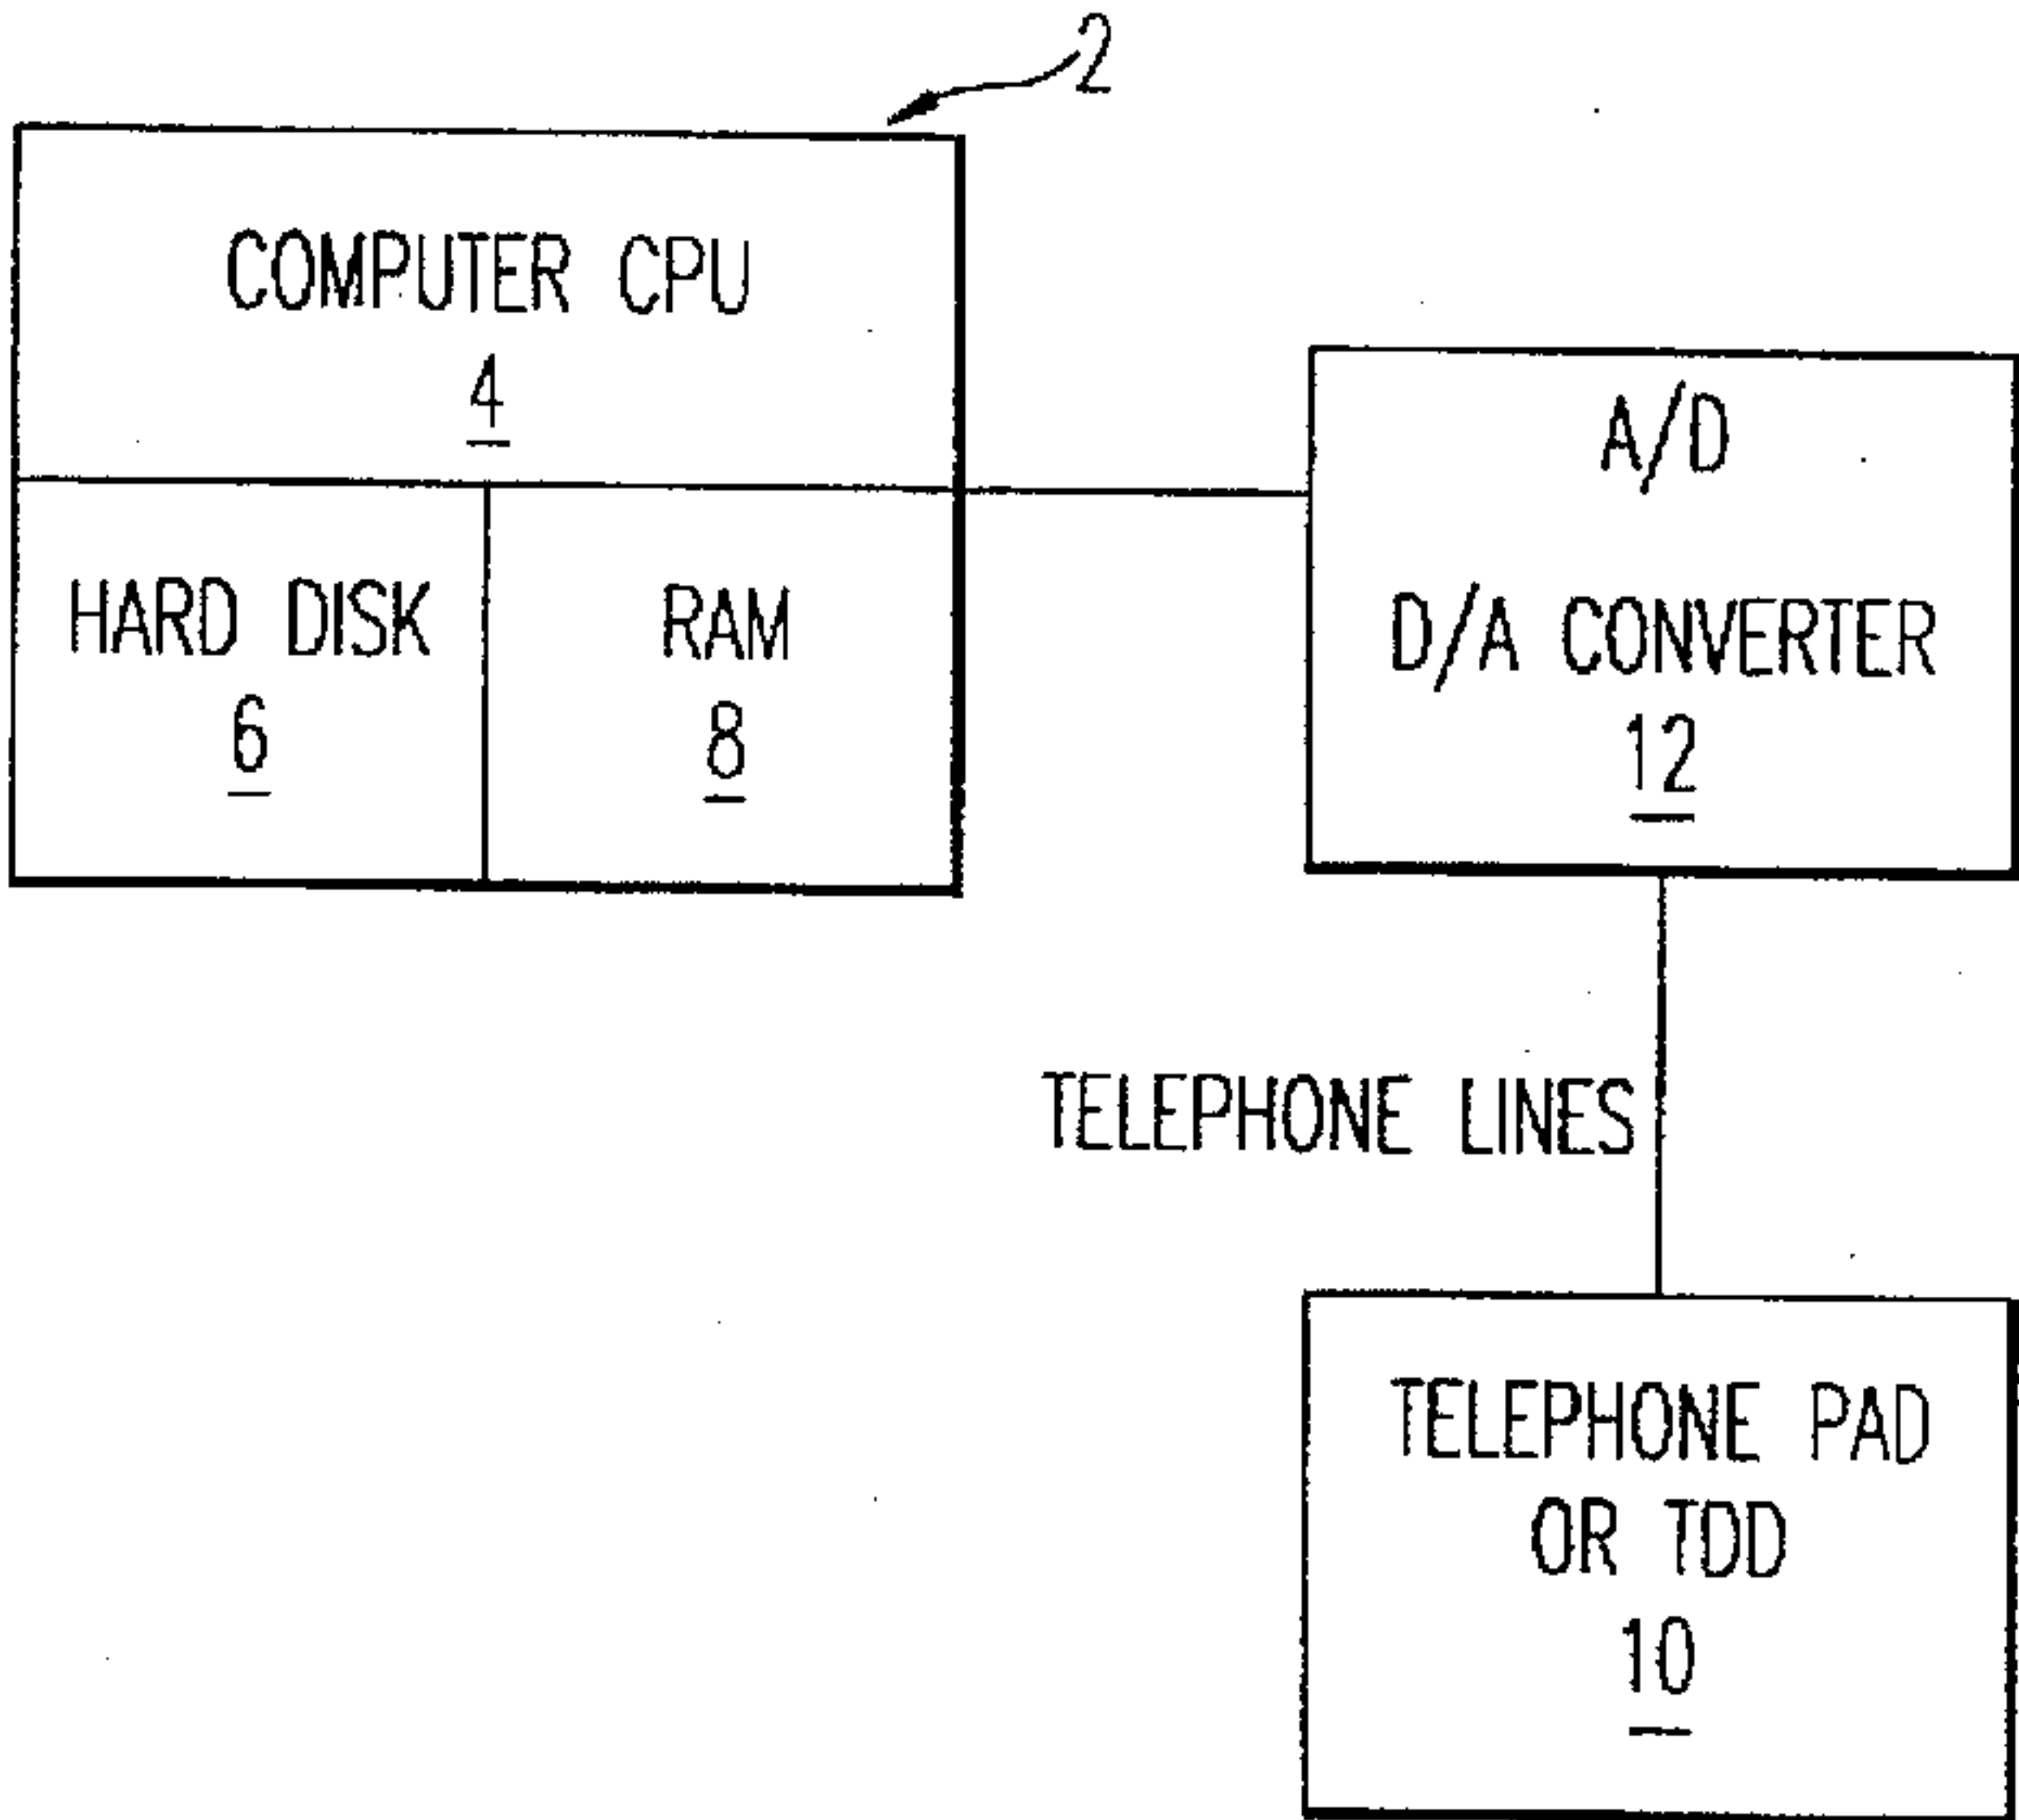 2
COMPUTER CPU
4
HARD DISK
6
RAM
8
A/D
D/A CONVERTER
12
TELEPHONE LINES
TELEPHONE PAD
OR TDD
10